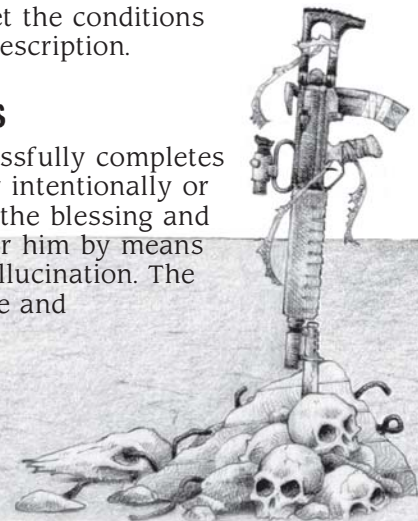 et the conditions
escription.
s
ssfully completes
intentionally or
the blessing and
r him by means
llucination. The
e and